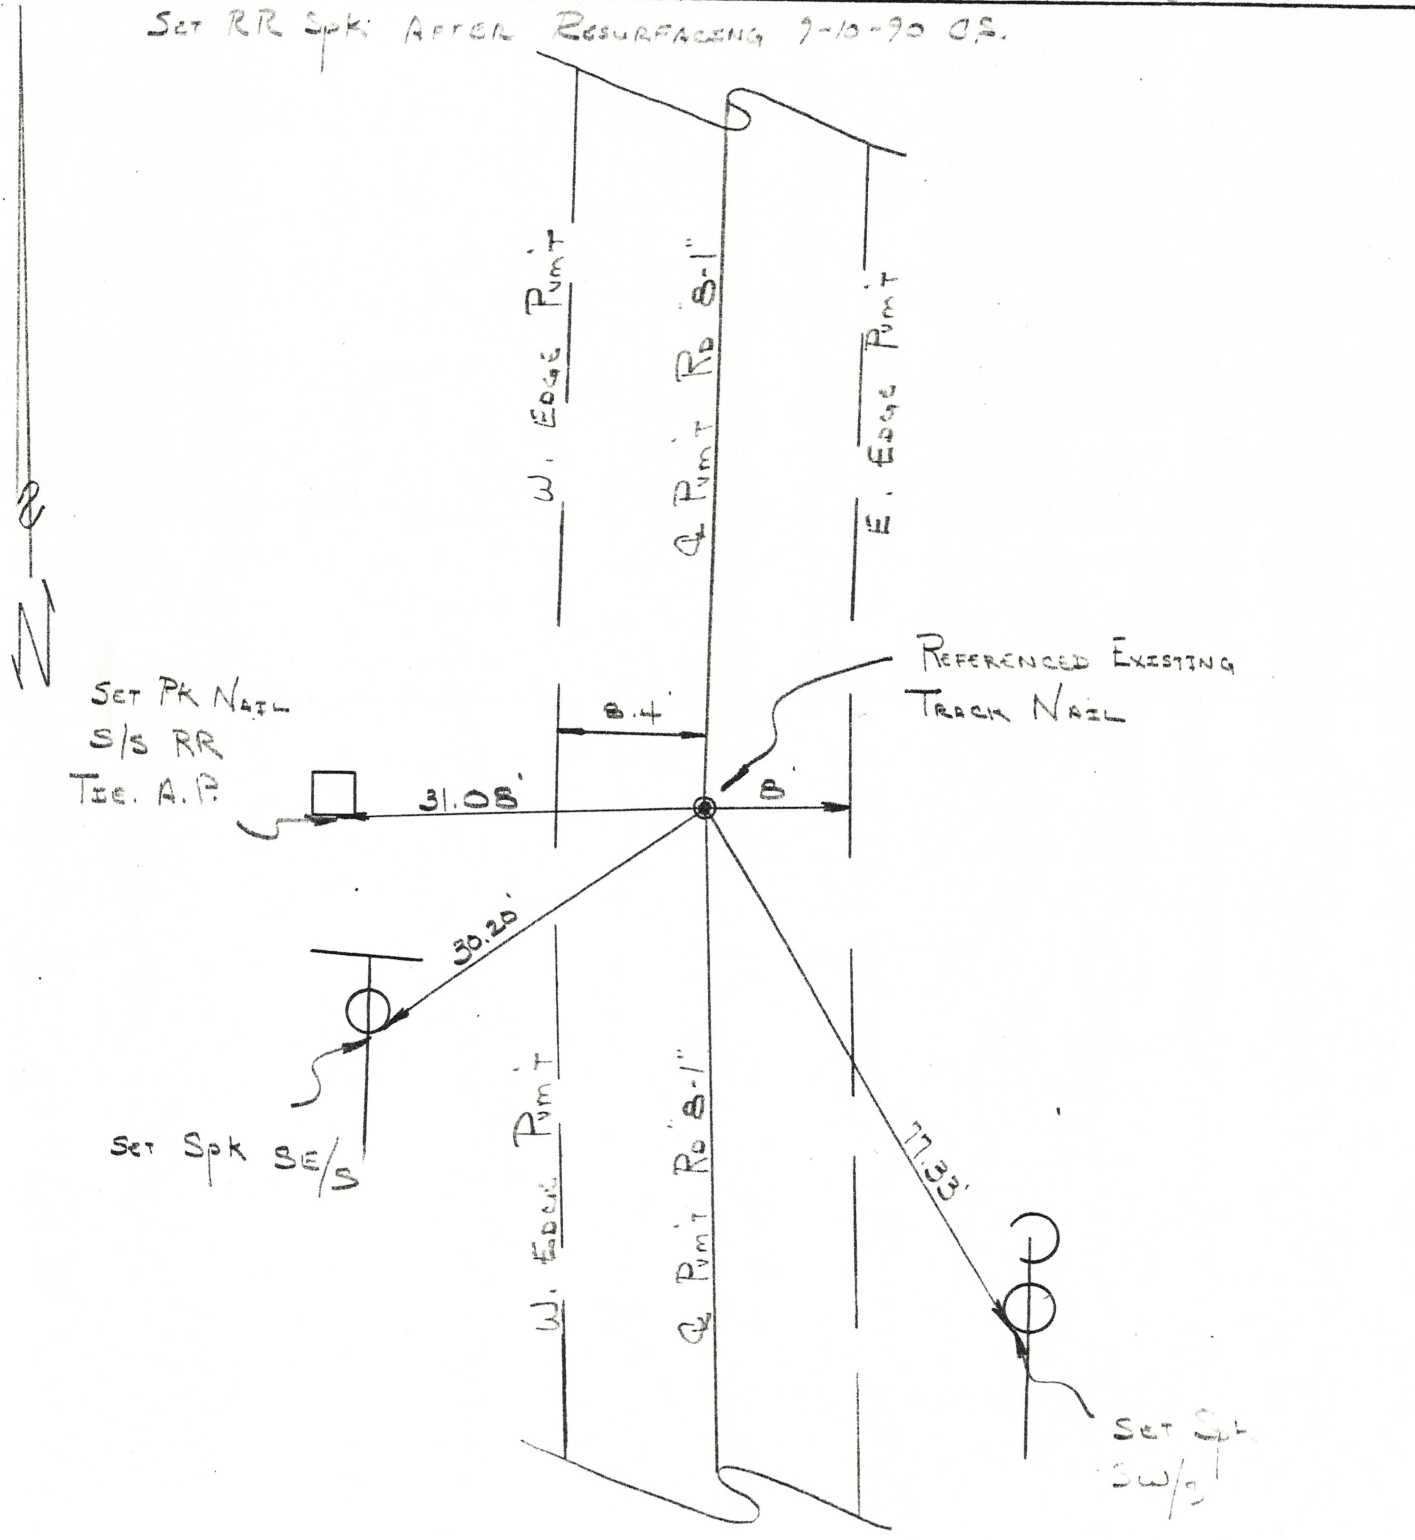 Set RR Spk. After Resurfacing 9-10-90 C.S.
W. Edge Pvm'T
℄ Pvm'T Rd "8-1"
E. Edge Pvm'T
N
Referenced Existing
Track Nail
Set Pk Nail
S/S RR
Tie. A.P.
8.4'
31.08'
8'
30.20'
Set Spk SE/S
W. Edge Pvm'T
℄ Pvm'T Rd "8-1"
77.33'
Set Spk
SW/S